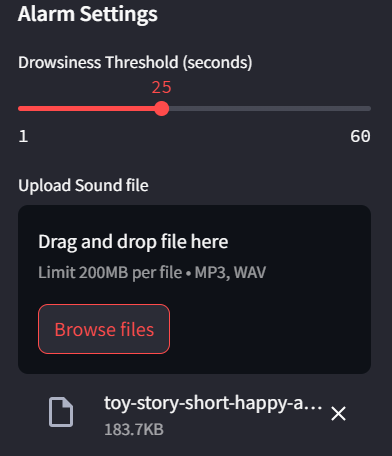 Alarm Settings
Drowsiness Threshold (seconds)
25
1 60
Upload Sound file
Drag and drop file here
Limit 200MB per file • MP3, WAV
Browse files
toy-story-short-happy-a...
183.7KB